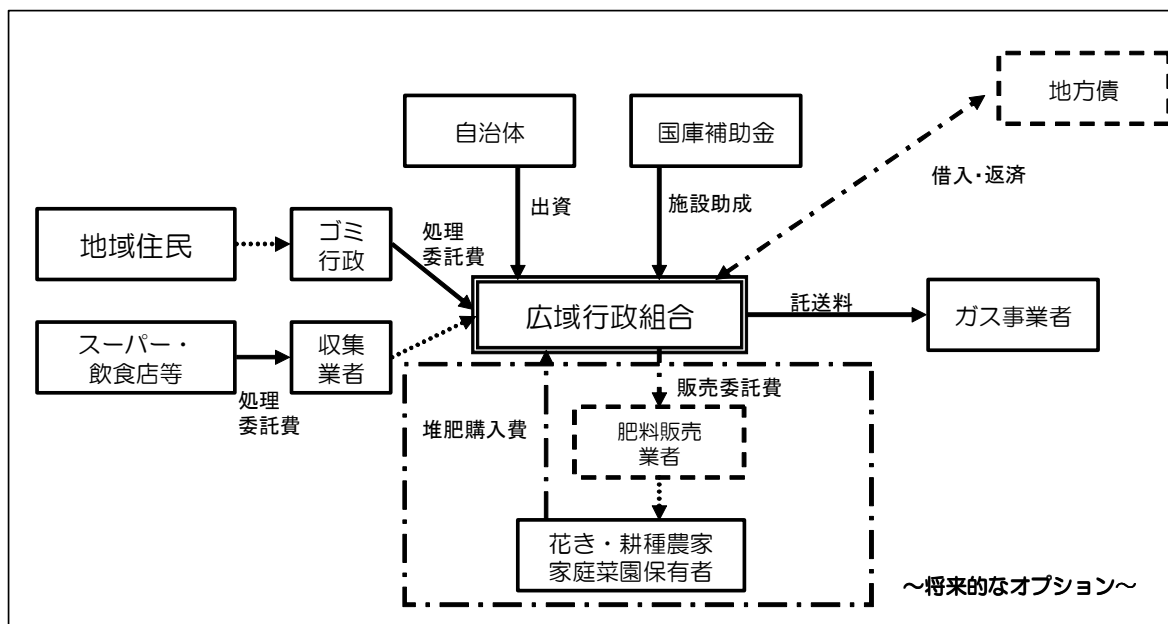 地方債
自治体
国庫補助金
借入・返済
出資
施設助成
地域住民
ゴミ
行政
処理
委託費
広域行政組合
託送料
ガス事業者
スーパー・
飲食店等
収集
業者
処理
委託費
販売委託費
堆肥購入費
肥料販売
業者
花き・耕種農家
家庭菜園保有者
～将来的なオプション～